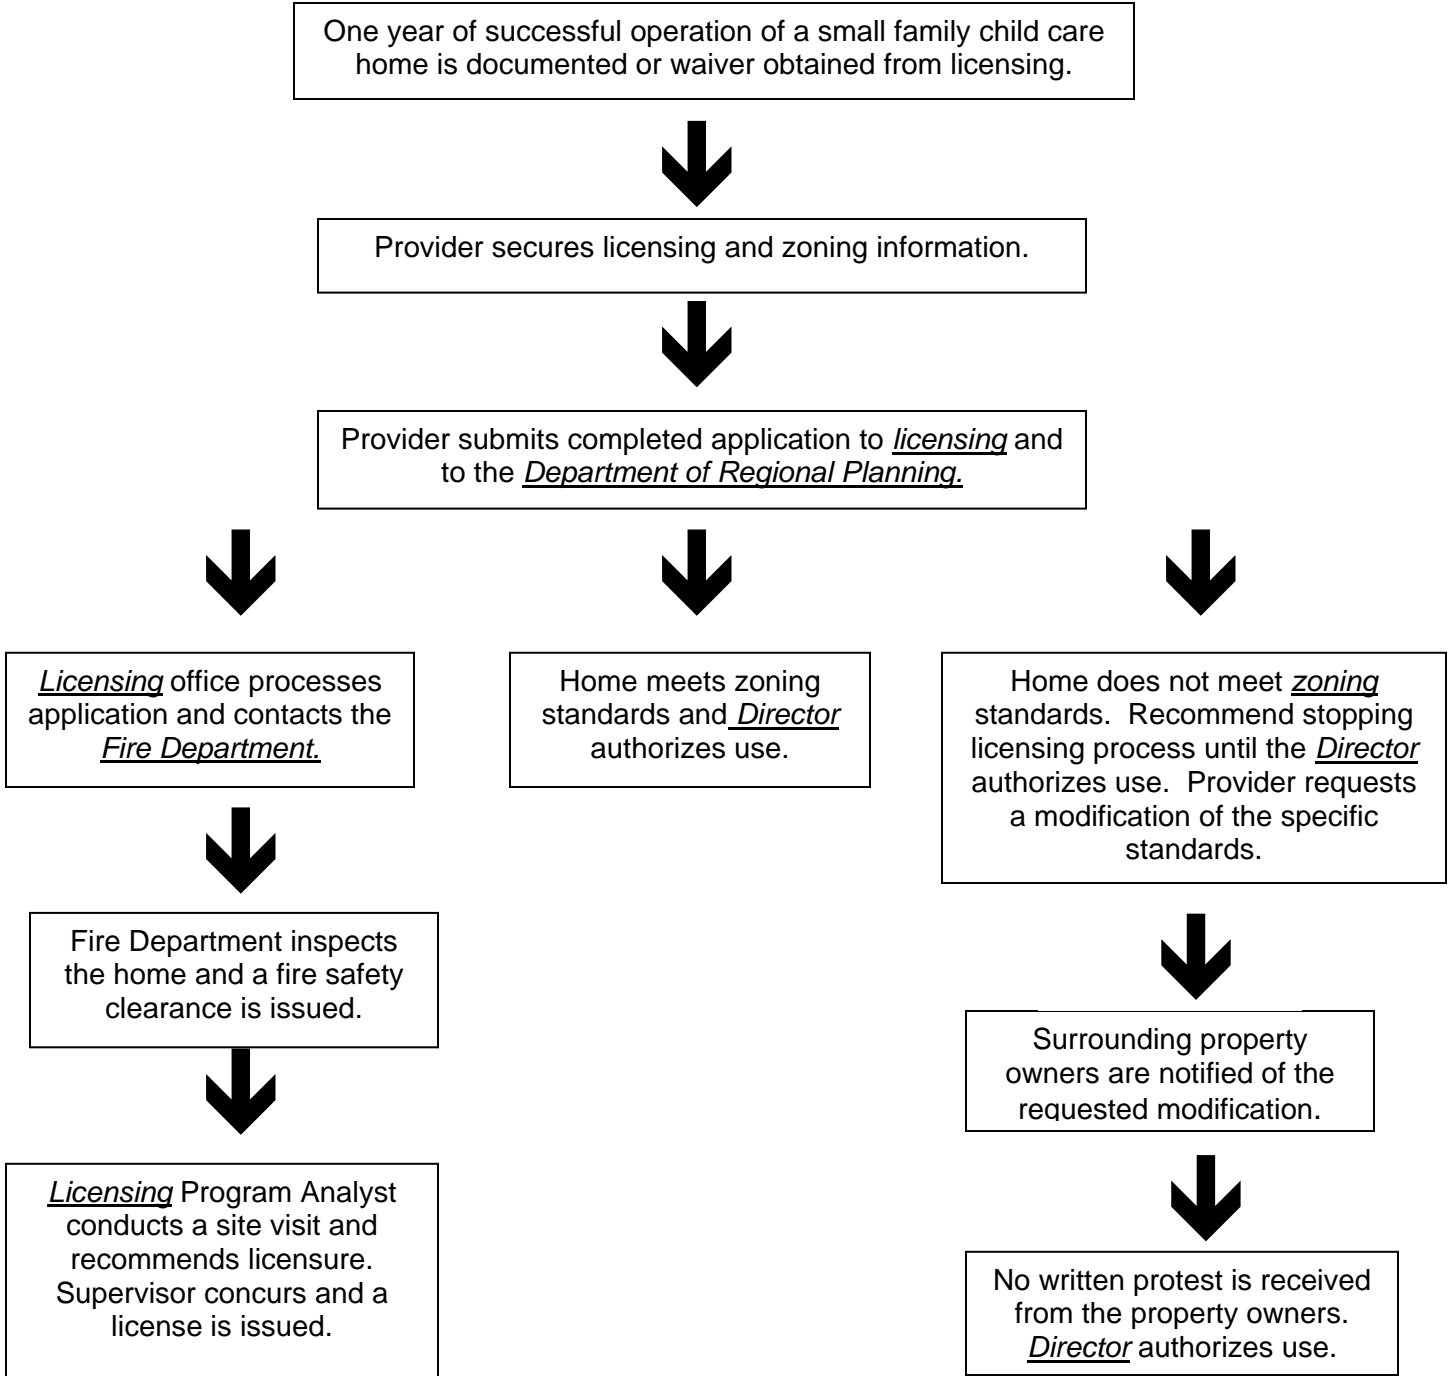 One year of successful operation of a small family child care
home is documented or waiver obtained from licensing.
Provider secures licensing and zoning information.
Provider submits completed application to licensing and
to the Department of Regional Planning.
Licensing office processes
application and contacts the
Fire Department.
Home meets zoning
standards and Director
authorizes use.
Home does not meet zoning
standards. Recommend stopping
licensing process until the Director
authorizes use. Provider requests
a modification of the specific
standards.
Fire Department inspects
the home and a fire safety
clearance is issued.
Surrounding property
owners are notified of the
requested modification.
Licensing Program Analyst
conducts a site visit and
recommends licensure.
Supervisor concurs and a
license is issued.
No written protest is received
from the property owners.
Director authorizes use.